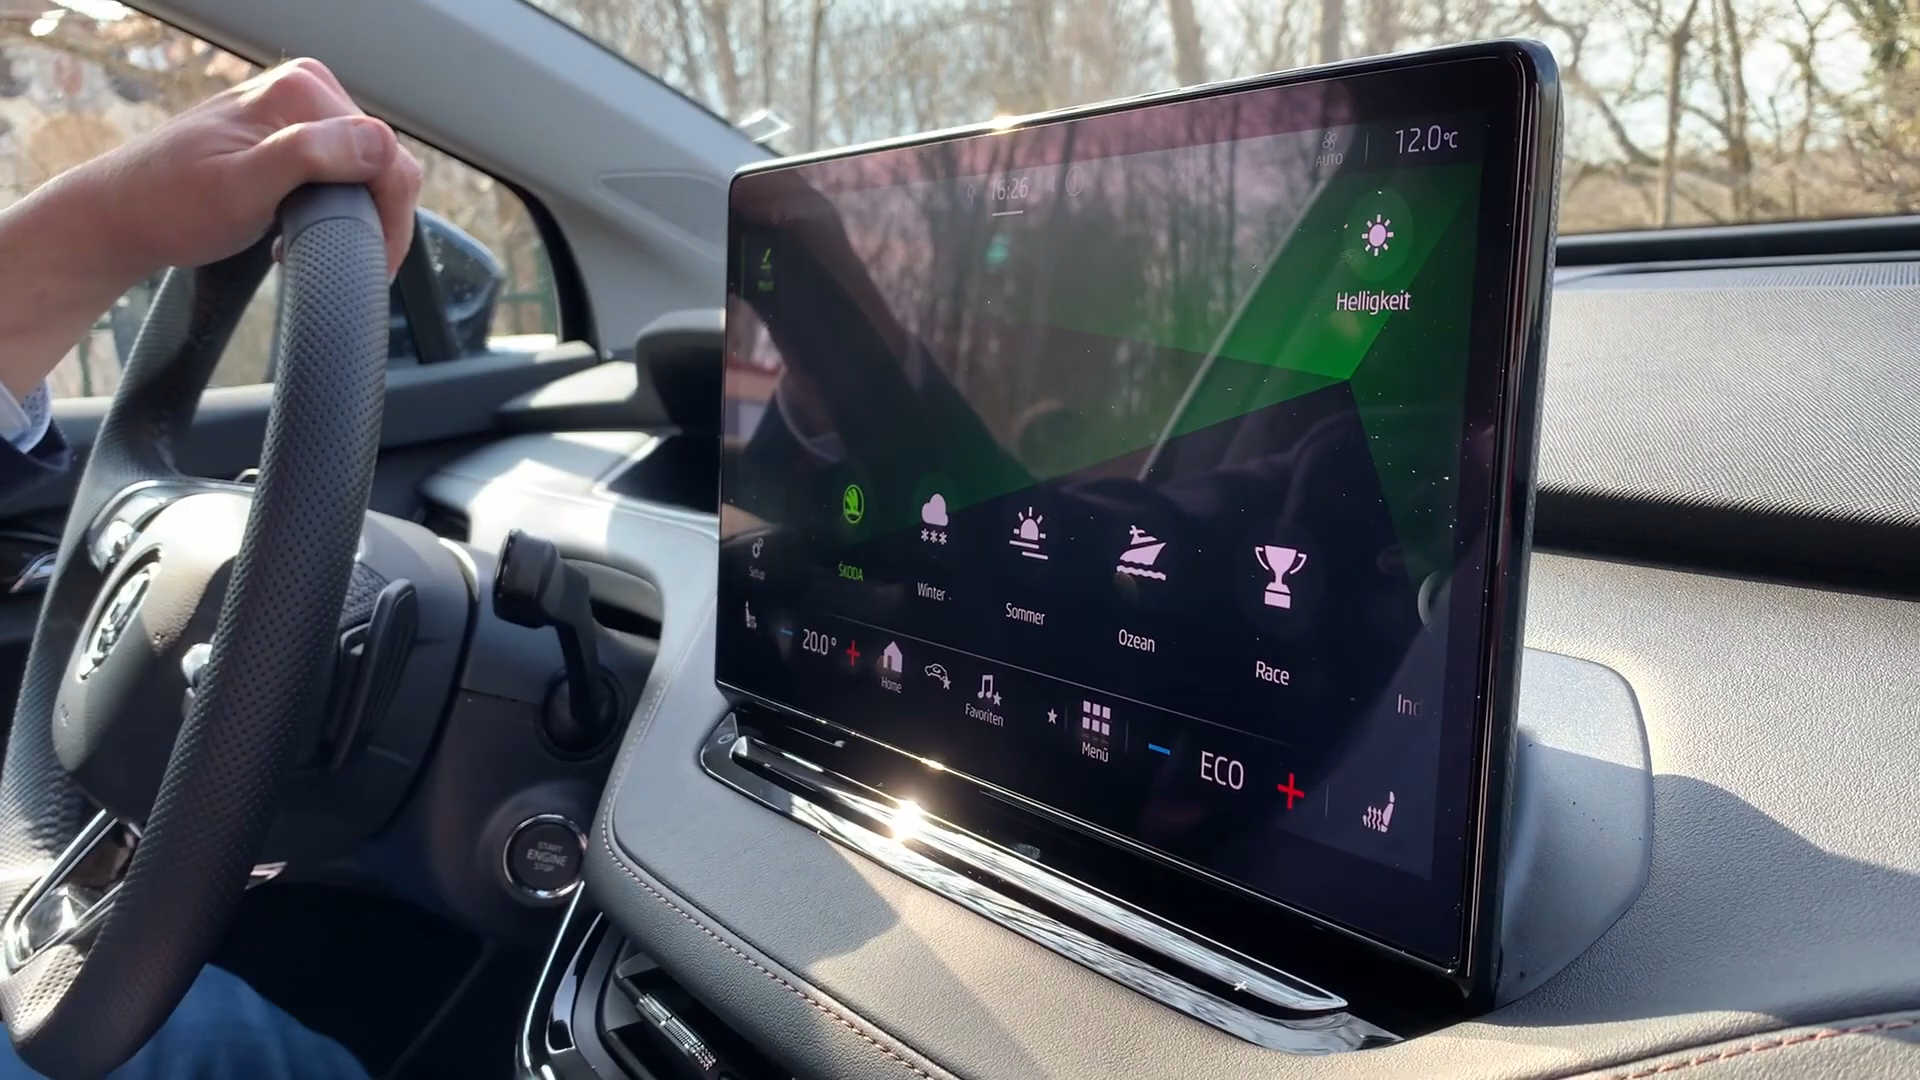 16:26
AUTO
12.0°C
Helligkeit
Setup
ŠKODA
Winter
Sommer
Ozean
Race
20.0°
Home
Favoriten
Menü
ECO
START
ENGINE
STOP